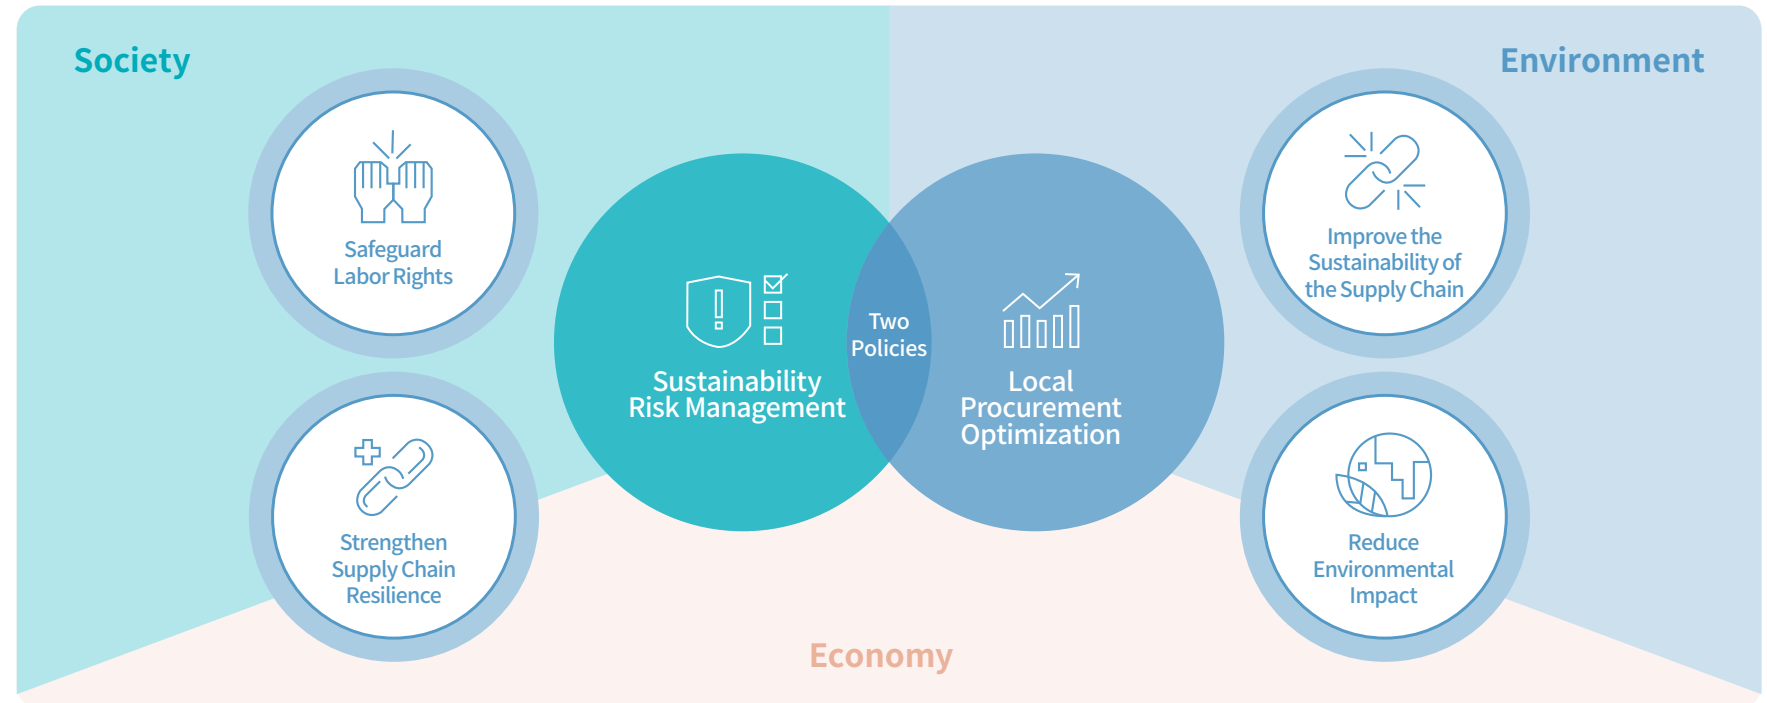 Society
Environment
Safeguard
Labor Rights
Strengthen
Supply Chain
Resilience
Sustainability
Risk Management
Two
Policies
Local
Procurement
Optimization
Improve the
Sustainability of
the Supply Chain
Reduce
Environmental
Impact
Economy